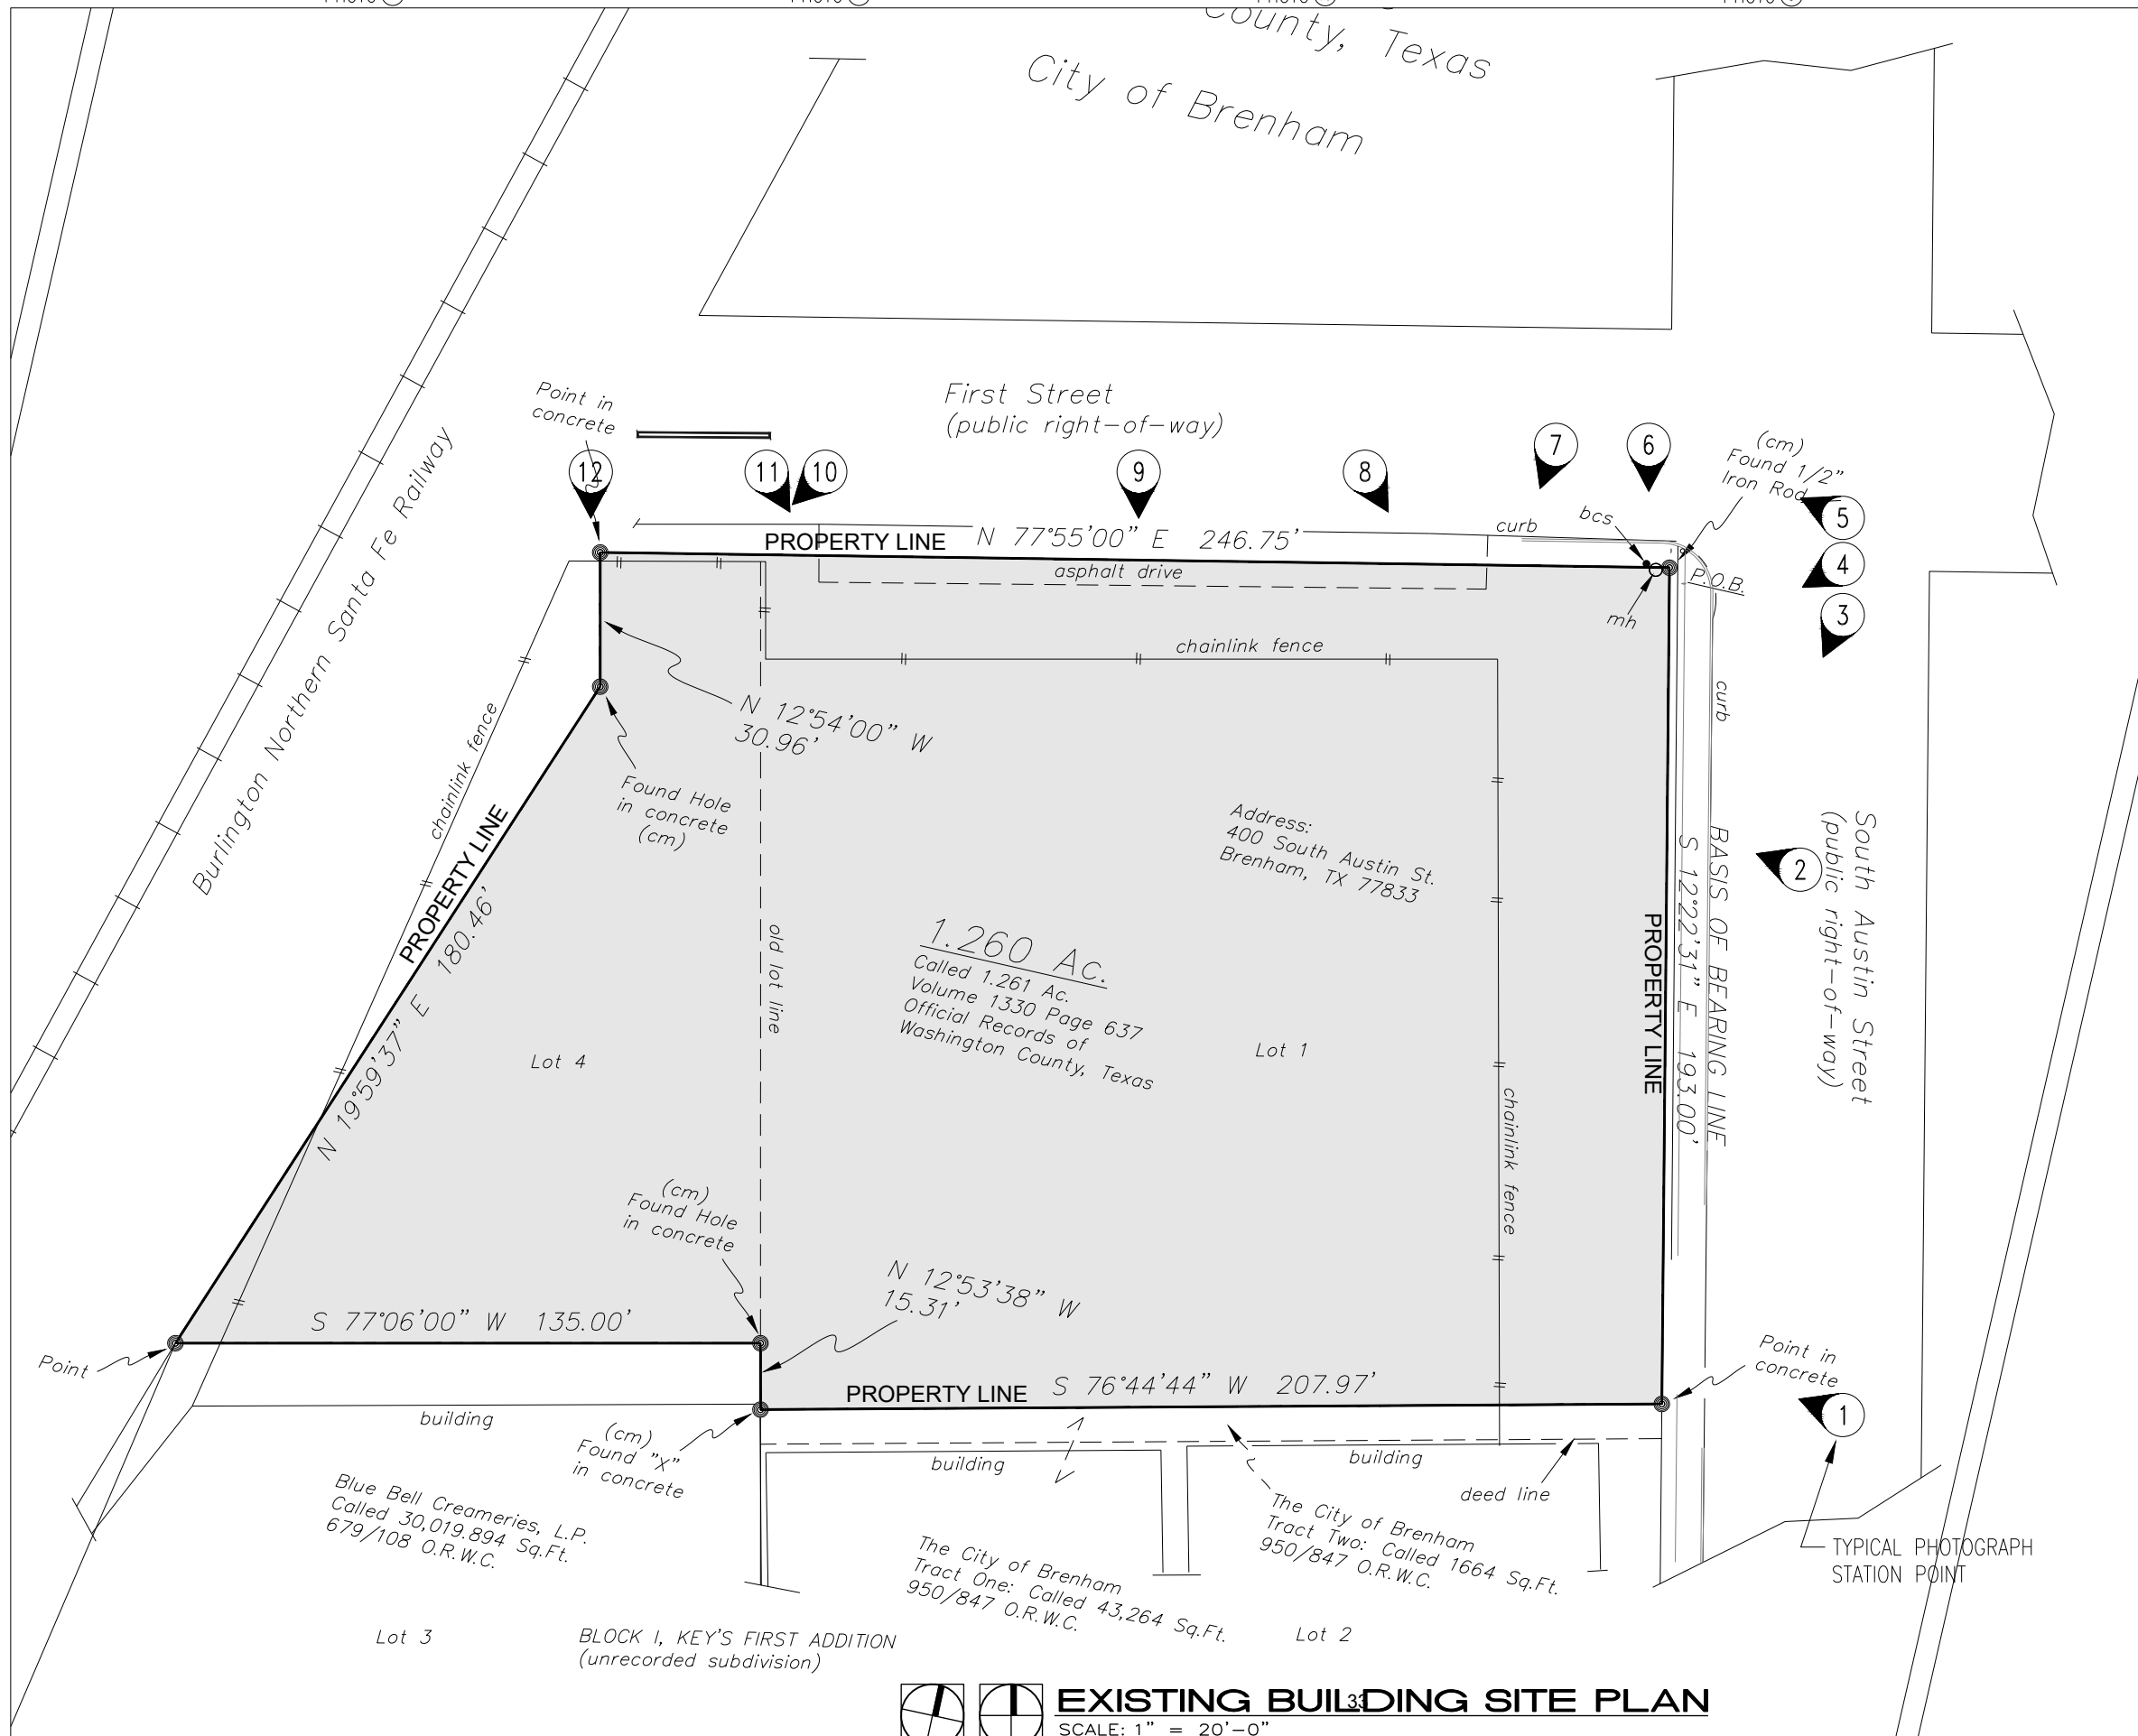 County, Texas
City of Brenham
First Street
(public right-of-way)
Point in
concrete
12
11
10
9
8
7
6
(cm)
Found 1/2"
Iron Rod
5
4
3
bcs
curb
PROPERTY LINE
N 77°55'00" E 246.75'
asphalt drive
P.O.B.
mh
chainlink fence
curb
Burlington Northern Santa Fe Railway
chainlink fence
N 12°54'00" W
30.96'
Found Hole
in concrete
(cm)
PROPERTY LINE
N 19°59'37" E 180.46'
Address:
400 South Austin St.
Brenham, TX 77833
2
South Austin Street
(public right-of-way)
BASIS OF BEARING LINE
S 12°22'31" E 193.00'
PROPERTY LINE
old lot line
1.260 Ac.
Called 1.261 Ac.
Volume 1330 Page 637
Official Records of
Washington County, Texas
Lot 4
Lot 1
chainlink fence
(cm)
Found Hole
in concrete
N 12°53'38" W
15.31'
S 77°06'00" W 135.00'
Point
PROPERTY LINE
S 76°44'44" W 207.97'
Point in
concrete
1
building
(cm)
Found "X"
in concrete
building
building
deed line
Blue Bell Creameries, L.P.
Called 30,019.894 Sq.Ft.
679/108 O.R.W.C.
The City of Brenham
Tract One: Called 43,264 Sq.Ft.
950/847 O.R.W.C.
The City of Brenham
Tract Two: Called 1664 Sq.Ft.
950/847 O.R.W.C.
TYPICAL PHOTOGRAPH
STATION POINT
Lot 3
BLOCK I, KEY'S FIRST ADDITION
(unrecorded subdivision)
Lot 2
EXISTING BUILDING SITE PLAN
33
SCALE: 1" = 20'-0"